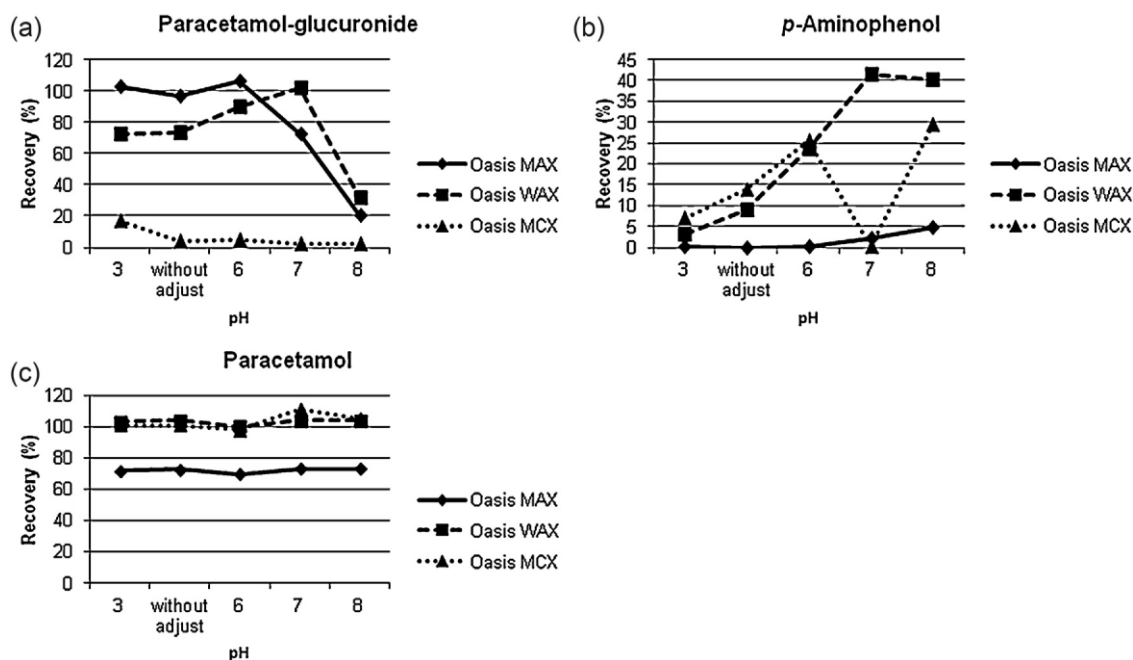 (a)
Paracetamol-glucuronide
120
100
80
60
40
20
0
Recovery (%)
3 without adjust 6 7 8
pH
Oasis MAX
Oasis WAX
Oasis MCX
(b)
p-Aminophenol
45
40
35
30
25
20
15
10
5
0
Recovery (%)
3 without adjust 6 7 8
pH
Oasis MAX
Oasis WAX
Oasis MCX
(c)
Paracetamol
120
100
80
60
40
20
0
Recovery (%)
3 without adjust 6 7 8
pH
Oasis MAX
Oasis WAX
Oasis MCX